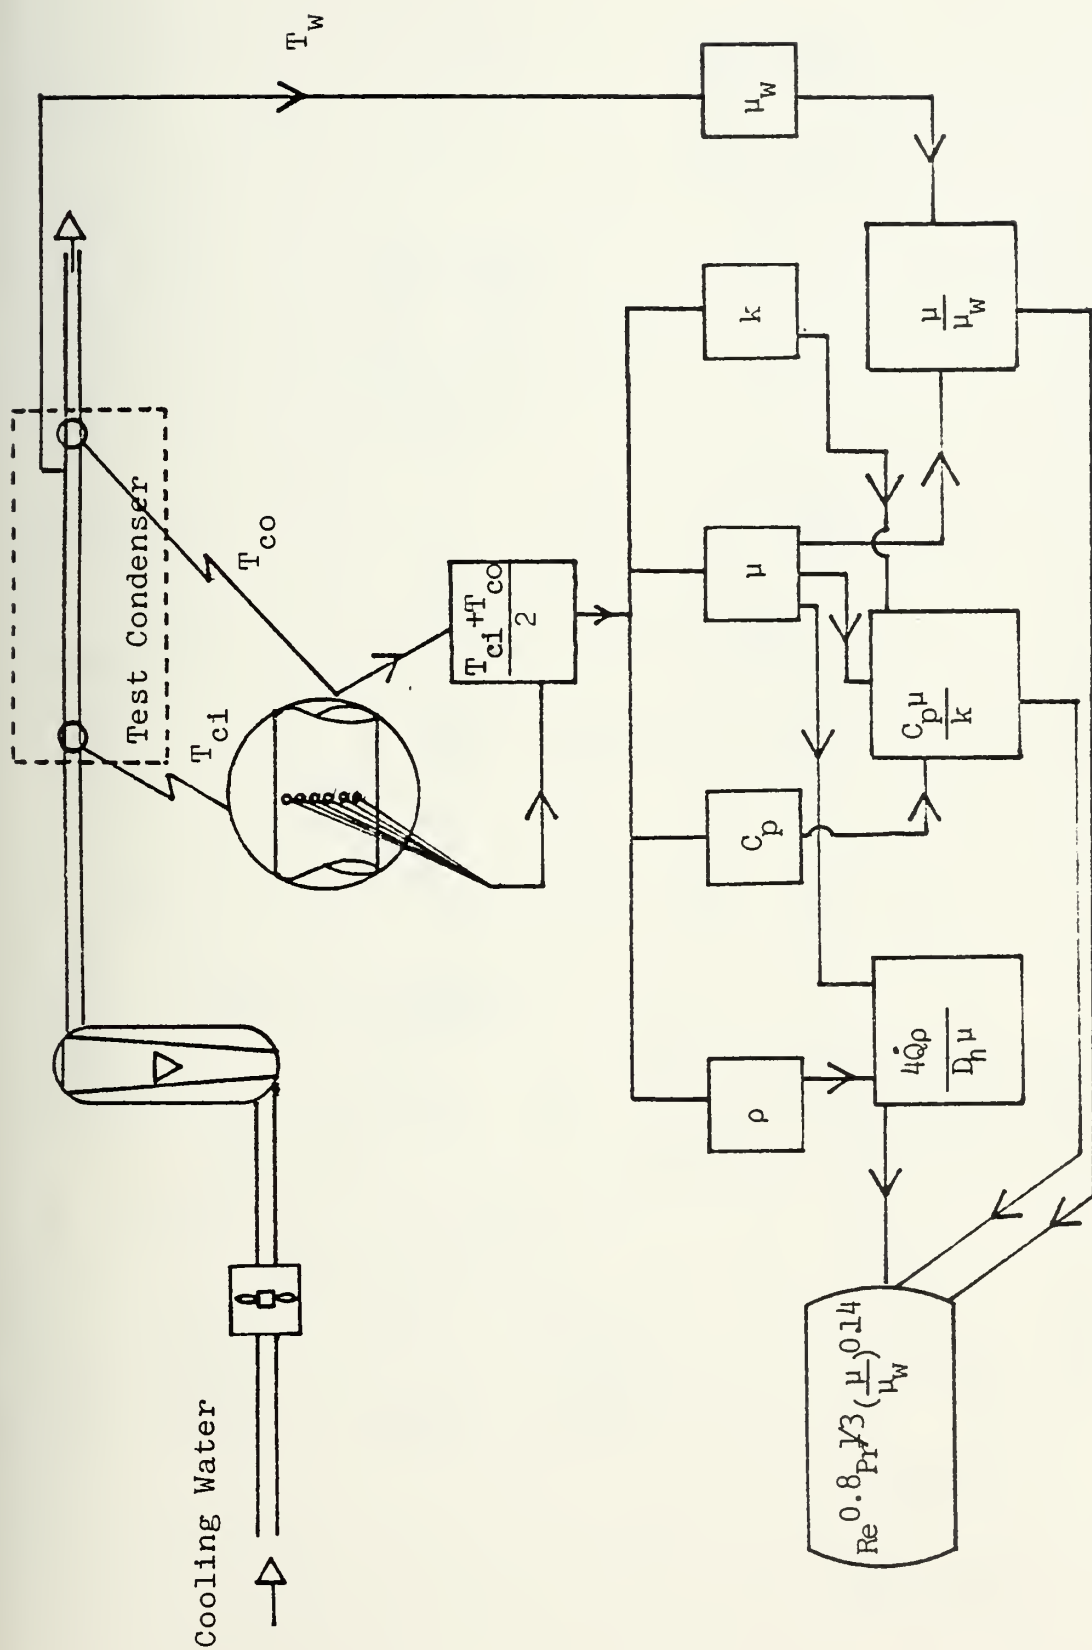 Cooling Water
Test Condenser
T_ci
T_co
T_w
T_ci+T_co
2
ρ
C_p
μ
k
μ_w
4Q̇ρ
D_h μ
C_p μ
k
μ
μ_w
Re^0.8 Pr^1/3 (μ/μ_w)^0.14